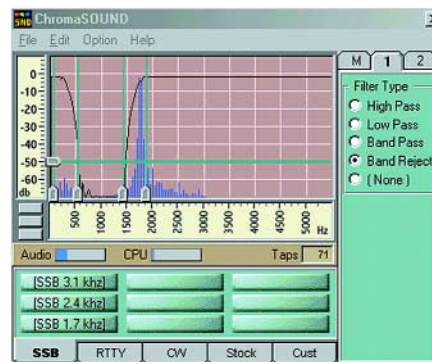 SND ChromaSOUND
File Edit Option Help
M 1 2
Filter Type
High Pass
Low Pass
Band Pass
Band Reject
( None )
0
-10
-20
-30
-40
-50
-60
db
500
1000
1500
2000
2500
3000
3500
4000
4500
5000
Hz
Audio CPU Taps 71
[SSB 3.1 khz]
[SSB 2.4 khz]
[SSB 1.7 khz]
SSB RTTY CW Stock Cust